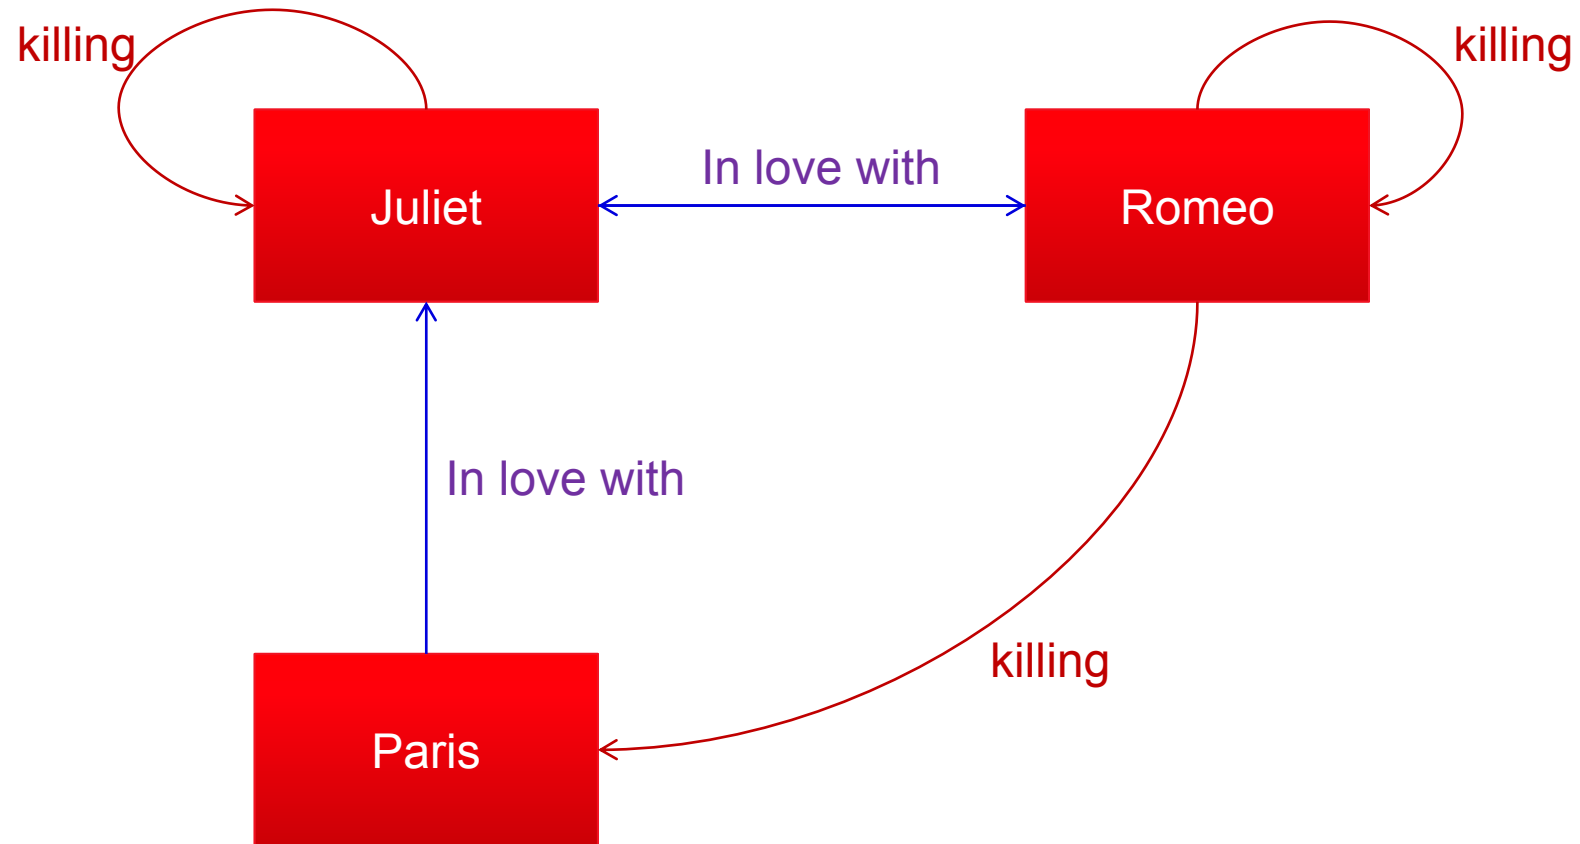 killing
killing
In love with
Juliet
Romeo
In love with
killing
Paris